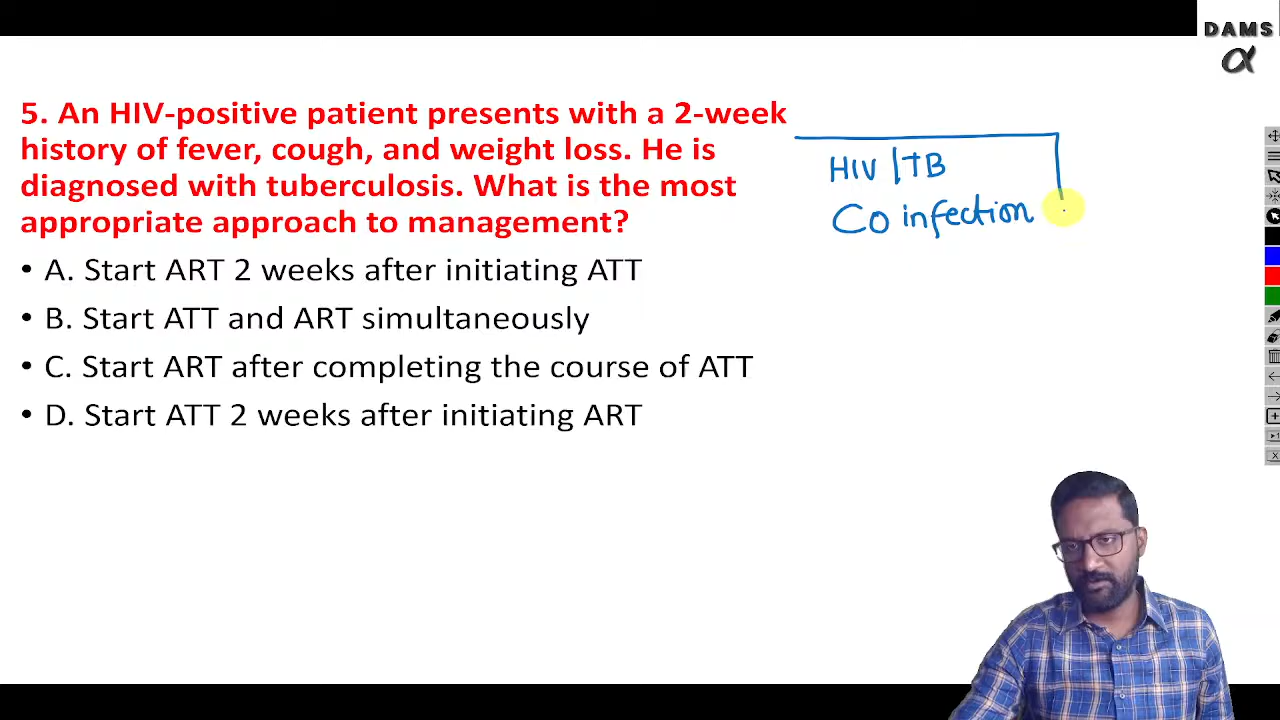 DAMS
α
5. An HIV-positive patient presents with a 2-week
history of fever, cough, and weight loss. He is
diagnosed with tuberculosis. What is the most
appropriate approach to management?
• A. Start ART 2 weeks after initiating ATT
• B. Start ATT and ART simultaneously
• C. Start ART after completing the course of ATT
• D. Start ATT 2 weeks after initiating ART
HIV | TB
Co infection